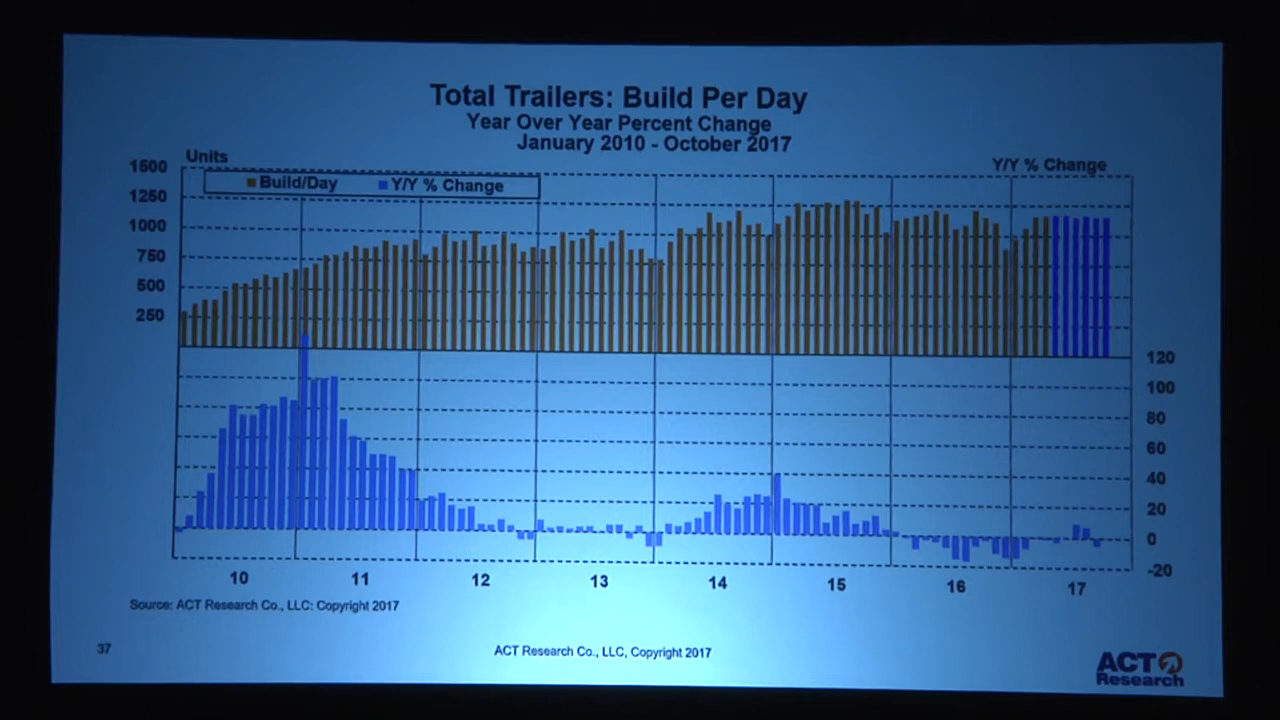 Total Trailers: Build Per Day
Year Over Year Percent Change
January 2010 - October 2017
Units
Y/Y % Change
Build/Day
Y/Y % Change
1500
1250
1000
750
500
250
120
100
80
60
40
20
0
-20
10 11 12 13 14 15 16 17
Source: ACT Research Co., LLC: Copyright 2017
37
ACT Research Co., LLC, Copyright 2017
ACT
Research